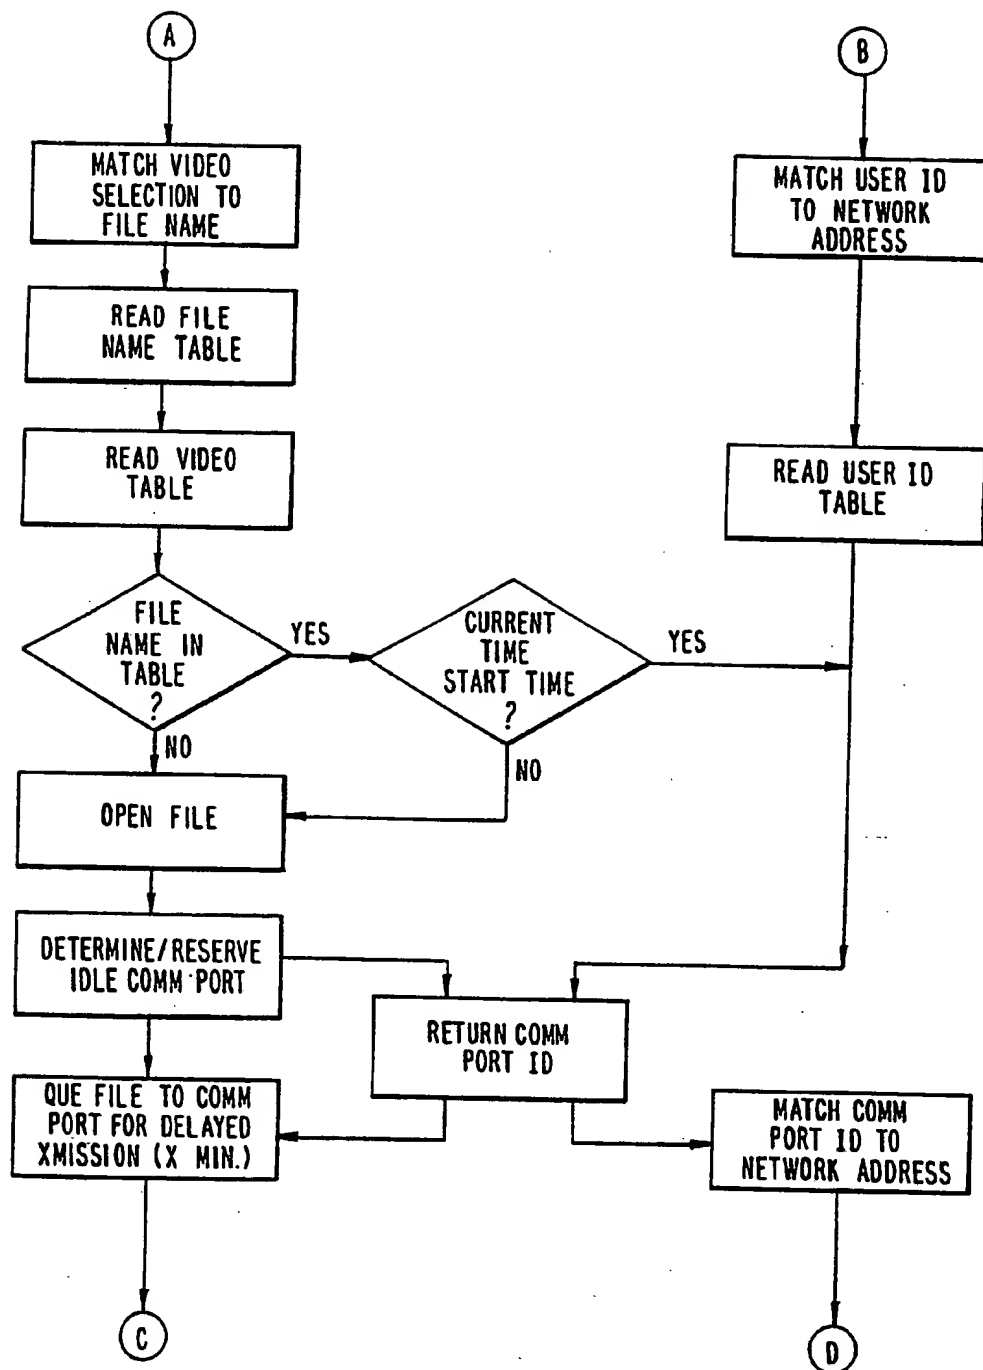 A
B
MATCH VIDEO
SELECTION TO
FILE NAME
MATCH USER ID
TO NETWORK
ADDRESS
READ FILE
NAME TABLE
READ VIDEO
TABLE
READ USER ID
TABLE
FILE
NAME IN
TABLE
?
YES
CURRENT
TIME
START TIME
?
YES
NO
NO
OPEN FILE
DETERMINE/RESERVE
IDLE COMM PORT
RETURN COMM
PORT ID
QUE FILE TO COMM
PORT FOR DELAYED
XMISSION (X MIN.)
MATCH COMM
PORT ID TO
NETWORK ADDRESS
C
D